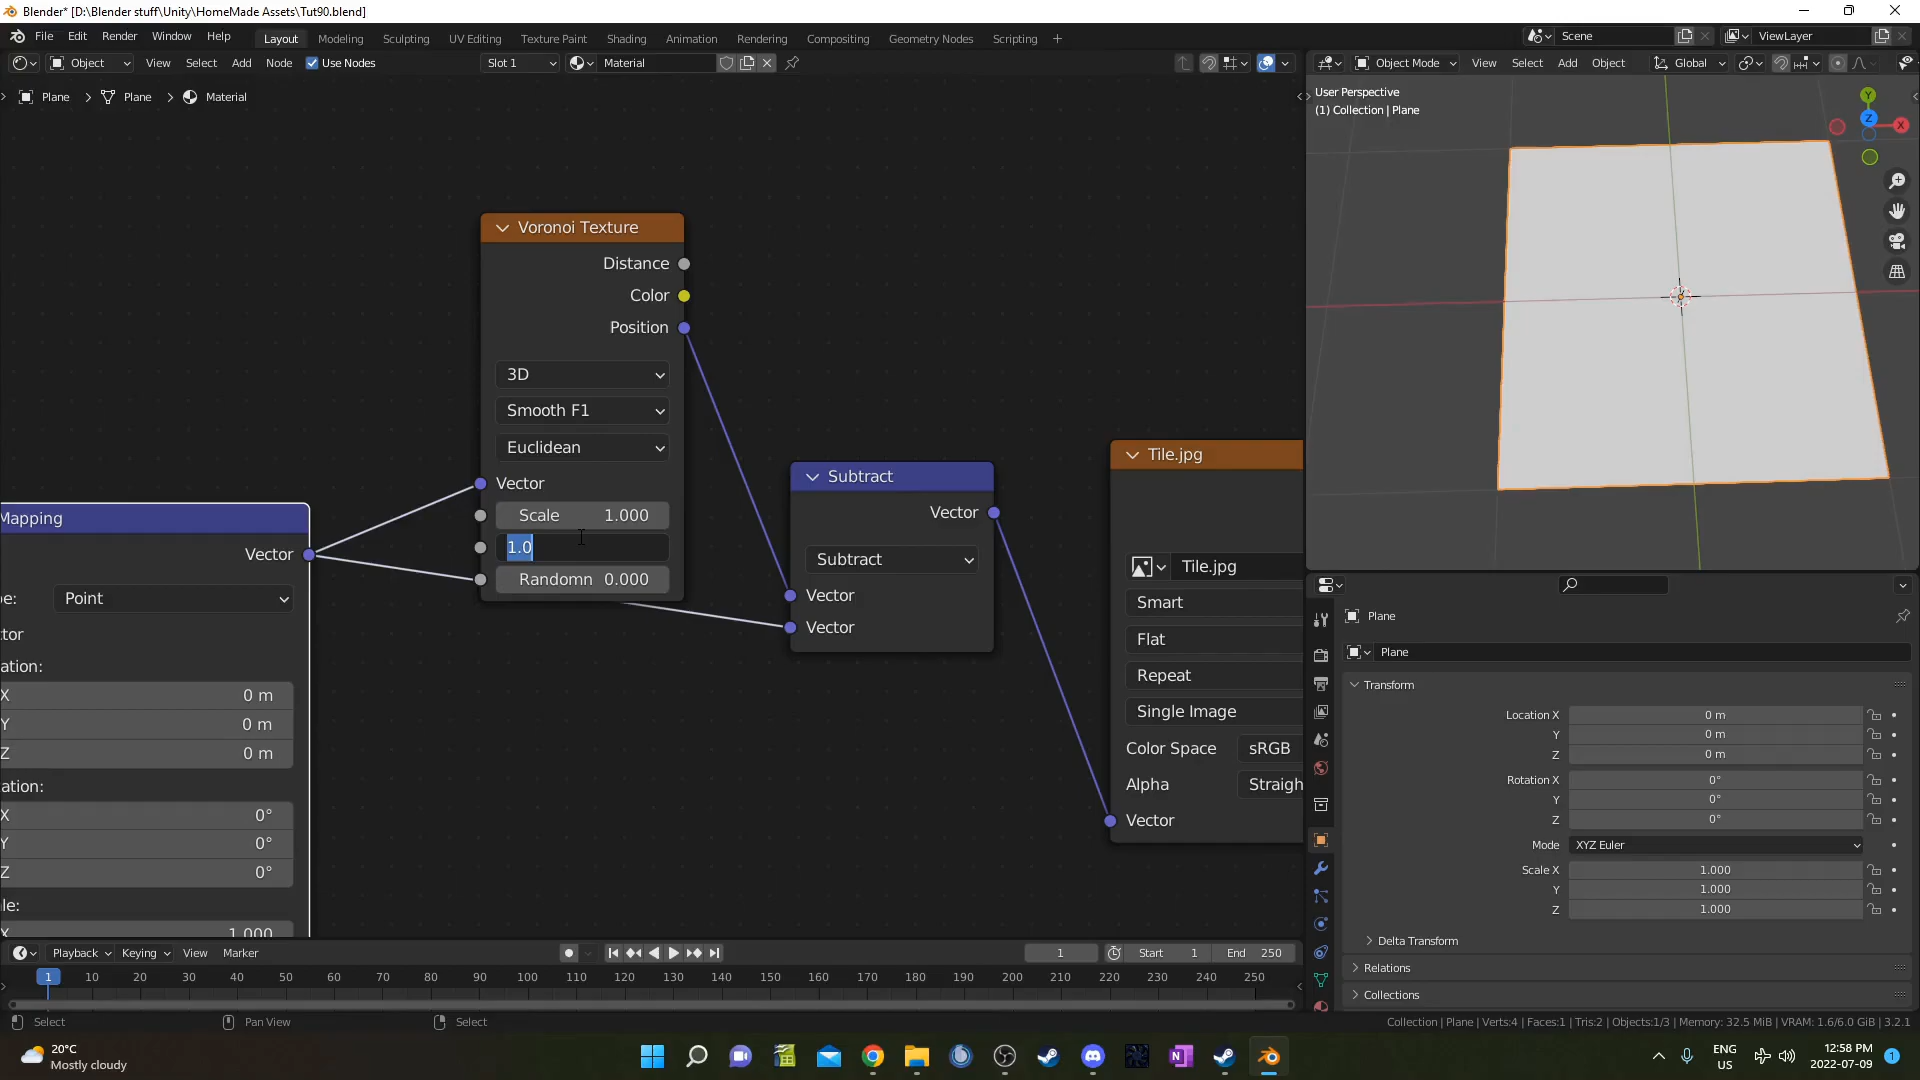 Blender* [D:\Blender stuff\Unity\HomeMade Assets\Tut90.blend]
File Edit Render Window Help Layout Modeling Sculpting UV Editing Texture Paint Shading Animation Rendering Compositing Geometry Nodes Scripting + Scene ViewLayer
Object View Select Add Node Use Nodes Slot 1 Material Object Mode View Select Add Object Global
Plane > Plane > Material
User Perspective
(1) Collection | Plane
Y
Z
X
Voronoi Texture
Distance
Color
Position
3D
Smooth F1
Euclidean
Vector
Scale 1.000
1.0
Randomn 0.000
Mapping
Vector
e: Point
tor
ation:
X 0 m
Y 0 m
Z 0 m
ation:
X 0°
Y 0°
Z 0°
le:
X 1.000
Subtract
Vector
Subtract
Vector
Vector
Tile.jpg
Tile.jpg
Smart
Flat
Repeat
Single Image
Color Space sRGB
Alpha Straigh
Vector
Plane
Plane
Transform
Location X 0 m
Y 0 m
Z 0 m
Rotation X 0°
Y 0°
Z 0°
Mode XYZ Euler
Scale X 1.000
Y 1.000
Z 1.000
Delta Transform
Relations
Collections
Playback Keying View Marker 1 Start 1 End 250
1 10 20 30 40 50 60 70 80 90 100 110 120 130 140 150 160 170 180 190 200 210 220 230 240 250
Select Pan View Select Collection | Plane | Verts:4 | Faces:1 | Tris:2 | Objects:1/3 | Memory: 32.5 MiB | VRAM: 1.6/6.0 GiB | 3.2.1
20°C
Mostly cloudy
ENG
US
12:58 PM
2022-07-09
1